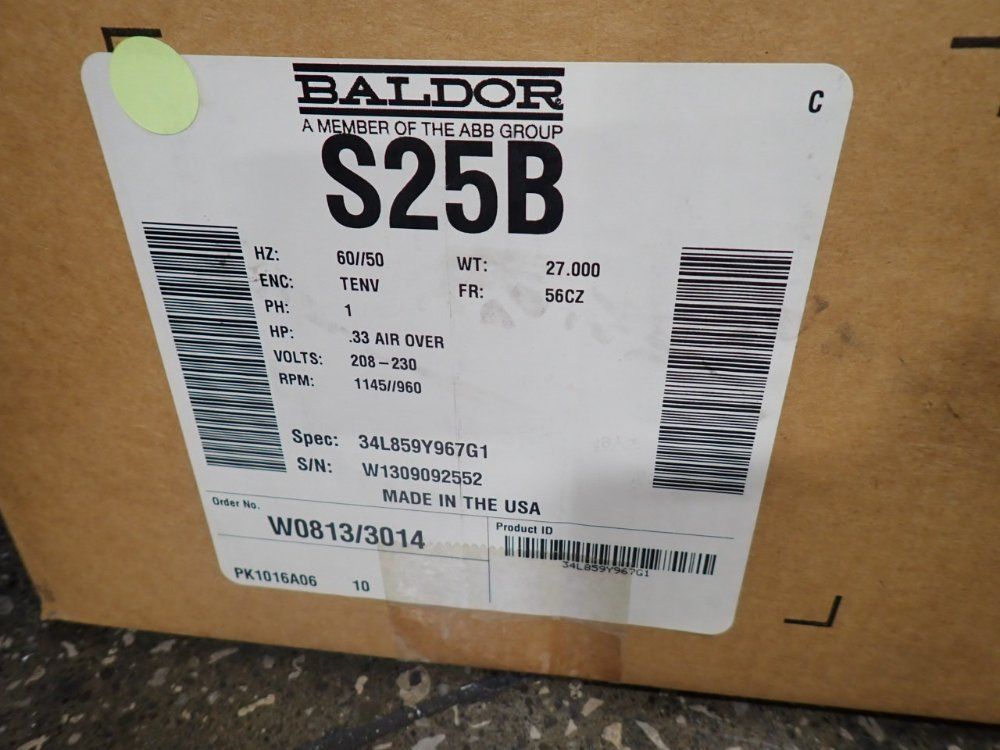 BALDOR®
A MEMBER OF THE ABB GROUP
C
S25B
HZ: 60//50 WT: 27.000
ENC: TENV FR: 56CZ
PH: 1
HP: .33 AIR OVER
VOLTS: 208–230
RPM: 1145//960
Spec: 34L859Y967G1
S/N: W1309092552
MADE IN THE USA
Order No. Product ID
W0813/3014
34L859Y967G1
PK1016A06 10